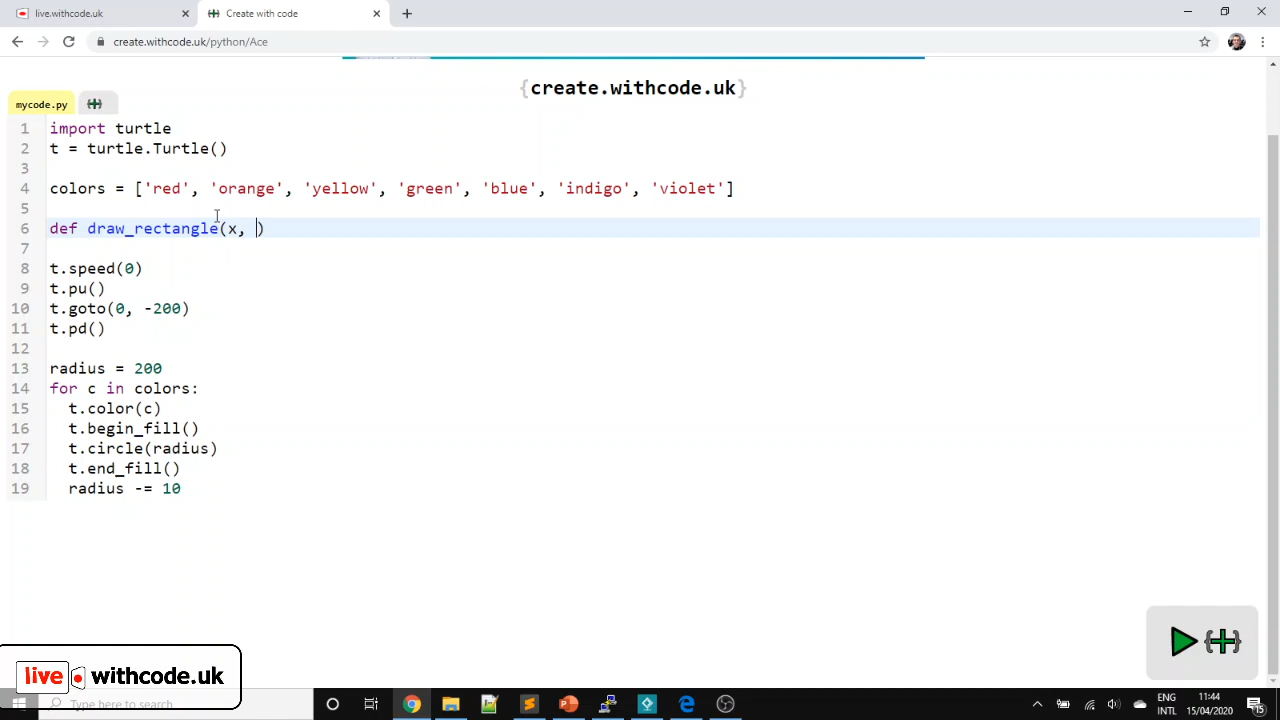 live.withcode.uk
Create with code
create.withcode.uk/python/Ace
{create.withcode.uk}
mycode.py
1 import turtle
2 t = turtle.Turtle()
3
4 colors = ['red', 'orange', 'yellow', 'green', 'blue', 'indigo', 'violet']
5
6 def draw_rectangle(x, )
7
8 t.speed(0)
9 t.pu()
10 t.goto(0, -200)
11 t.pd()
12
13 radius = 200
14 for c in colors:
15 t.color(c)
16 t.begin_fill()
17 t.circle(radius)
18 t.end_fill()
19 radius -= 10
live withcode.uk
Type here to search
ENG
INTL
11:44
15/04/2020